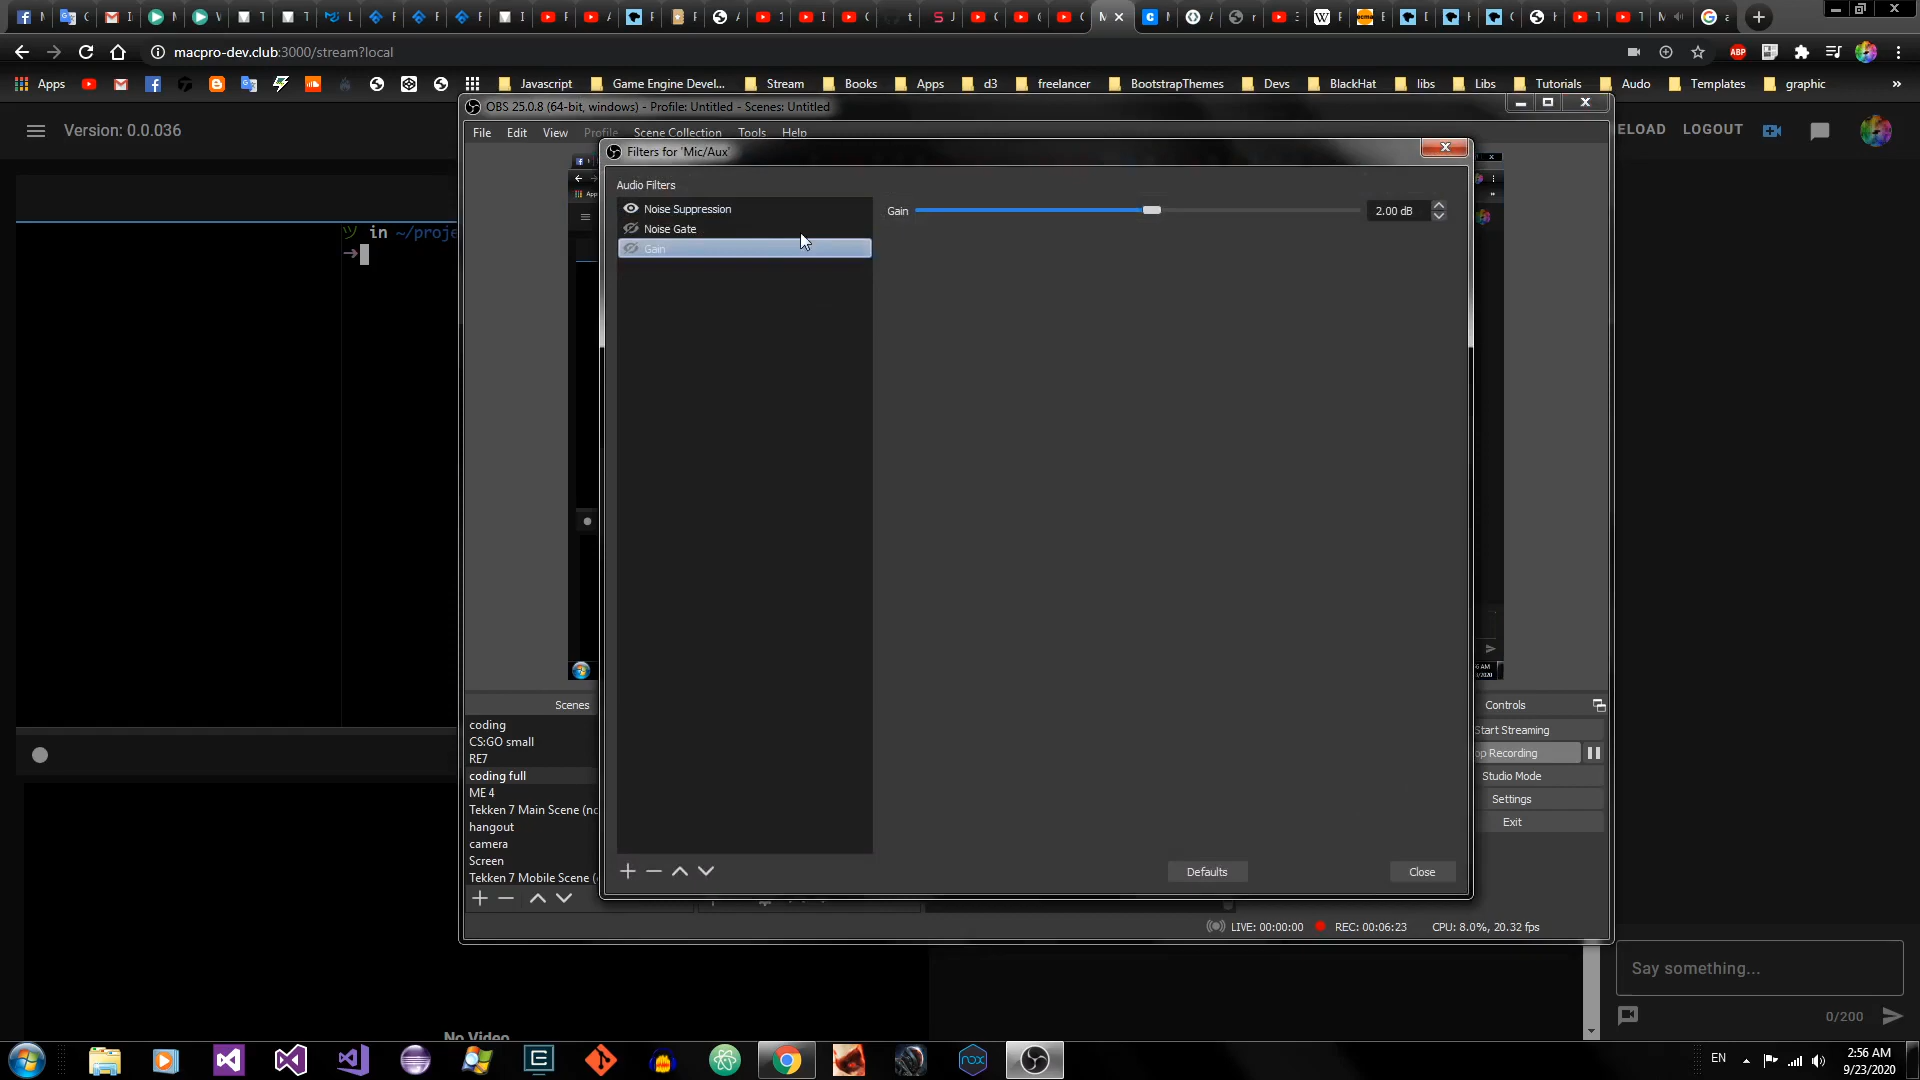 macpro-dev.club:3000/stream?local
Apps
Javascript
Game Engine Devel...
Stream
Books
Apps
d3
freelancer
BootstrapThemes
Devs
BlackHat
libs
Libs
Tutorials
Audo
Templates
graphic
»
Version: 0.0.036
ELOAD
LOGOUT
OBS 25.0.8 (64-bit, windows) - Profile: Untitled - Scenes: Untitled
File
Edit
View
Profile
Scene Collection
Tools
Help
Filters for 'Mic/Aux'
Audio Filters
Noise Suppression
Noise Gate
Gain
Gain
2.00 dB
ツ in ~/proje
➜
Scenes
coding
CS:GO small
RE7
coding full
ME 4
Tekken 7 Main Scene (no
hangout
camera
Screen
Tekken 7 Mobile Scene (
Controls
Start Streaming
op Recording
Studio Mode
Settings
Exit
Defaults
Close
LIVE: 00:00:00
REC: 00:06:23
CPU: 8.0%, 20.32 fps
No Video
Say something...
0/200
EN
2:56 AM
9/23/2020